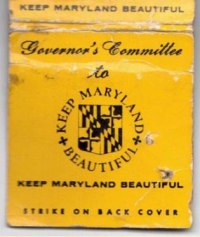 KEEP MARYLAND BEAUTIFUL
Governor's Committee
to
KEEP MARYLAND
BEAUTIFUL
KEEP MARYLAND BEAUTIFUL
STRIKE ON BACK COVER